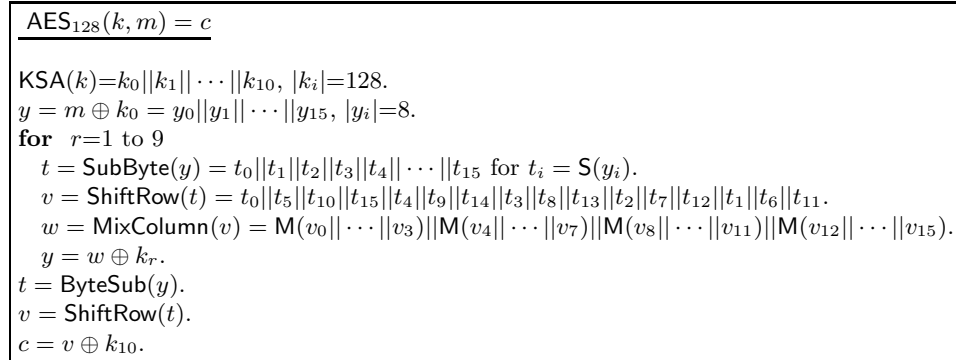 AES₁₂₈(k, m) = c
KSA(k)=k₀||k₁|| · · · ||k₁₀, |kᵢ|=128.
y = m ⊕ k₀ = y₀||y₁|| · · · ||y₁₅, |yᵢ|=8.
for r=1 to 9
t = SubByte(y) = t₀||t₁||t₂||t₃||t₄|| · · · ||t₁₅ for tᵢ = S(yᵢ).
v = ShiftRow(t) = t₀||t₅||t₁₀||t₁₅||t₄||t₉||t₁₄||t₃||t₈||t₁₃||t₂||t₇||t₁₂||t₁||t₆||t₁₁.
w = MixColumn(v) = M(v₀|| · · · ||v₃)||M(v₄|| · · · ||v₇)||M(v₈|| · · · ||v₁₁)||M(v₁₂|| · · · ||v₁₅).
y = w ⊕ kᵣ.
t = ByteSub(y).
v = ShiftRow(t).
c = v ⊕ k₁₀.